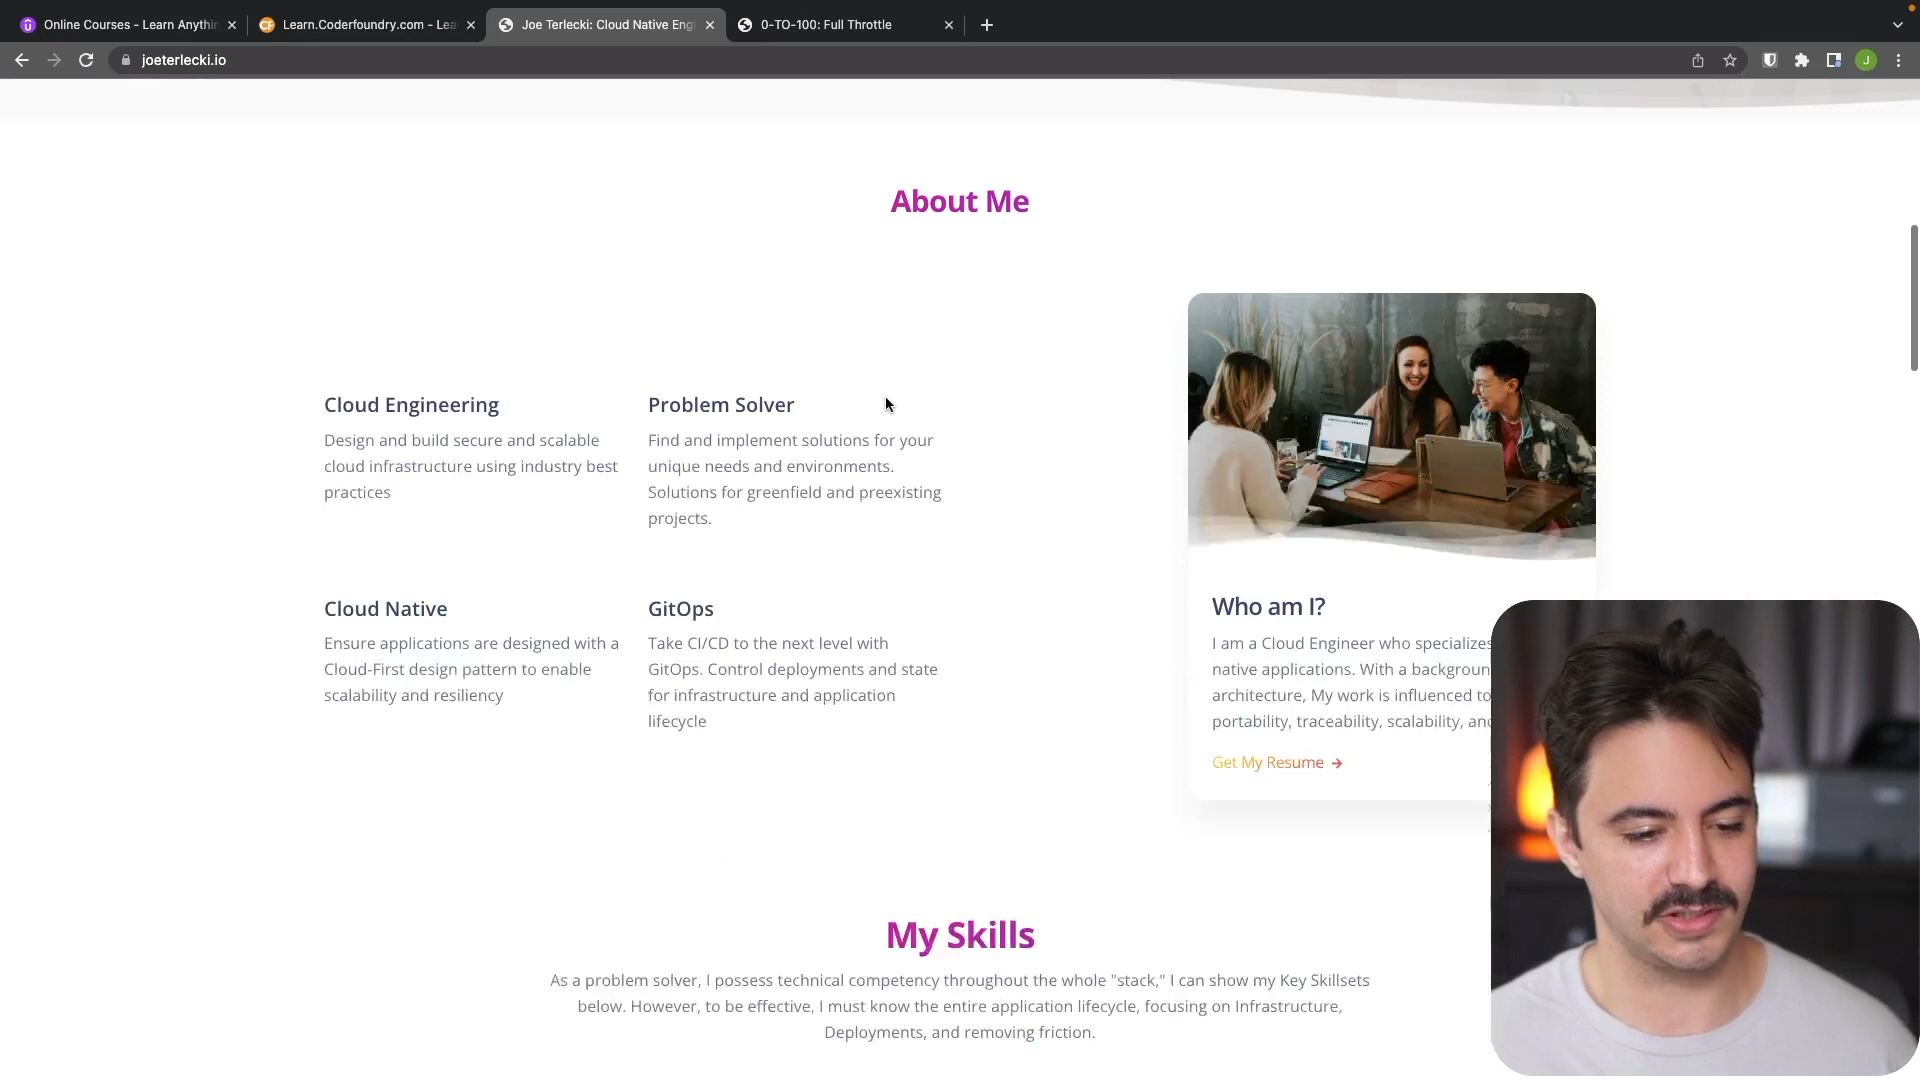 Online Courses - Learn Anythin
Learn.Coderfoundry.com - Lea
Joe Terlecki: Cloud Native Eng
0-TO-100: Full Throttle
joeterlecki.io
J
About Me
Cloud Engineering
Design and build secure and scalable
cloud infrastructure using industry best
practices
Problem Solver
Find and implement solutions for your
unique needs and environments.
Solutions for greenfield and preexisting
projects.
Cloud Native
Ensure applications are designed with a
Cloud-First design pattern to enable
scalability and resiliency
GitOps
Take CI/CD to the next level with
GitOps. Control deployments and state
for infrastructure and application
lifecycle
Who am I?
I am a Cloud Engineer who specializes
native applications. With a backgroun
architecture, My work is influenced to
portability, traceability, scalability, and
Get My Resume →
My Skills
As a problem solver, I possess technical competency throughout the whole "stack," I can show my Key Skillsets
below. However, to be effective, I must know the entire application lifecycle, focusing on Infrastructure,
Deployments, and removing friction.